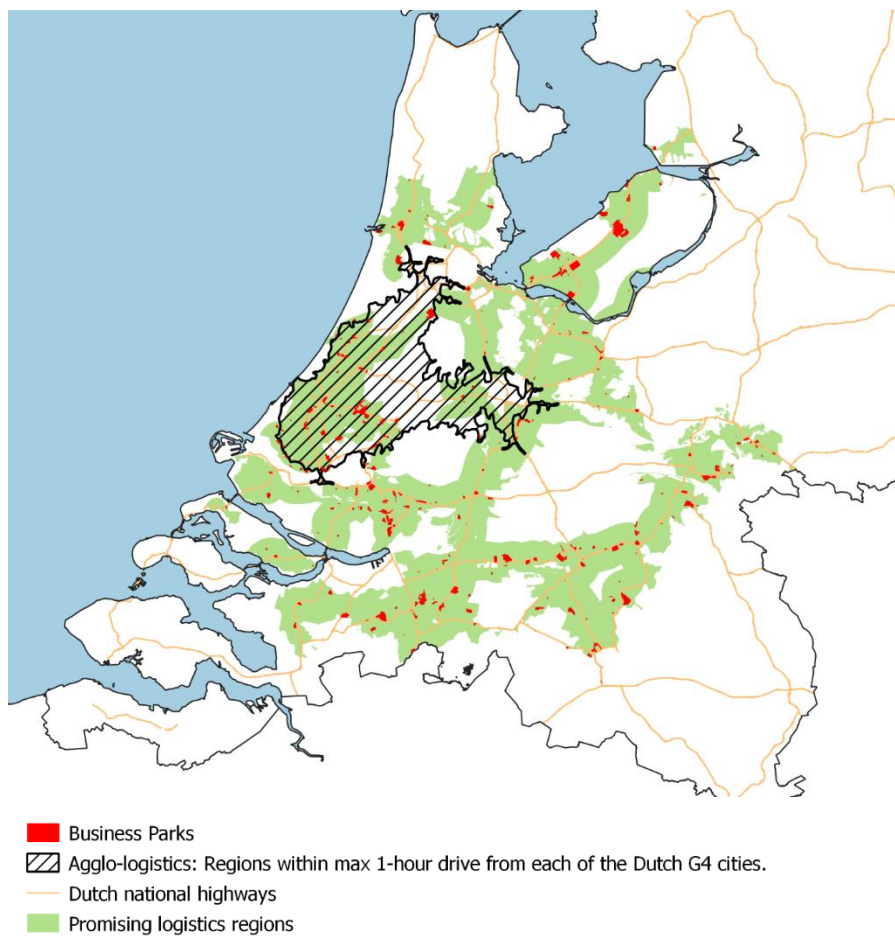 Business Parks
Agglo-logistics: Regions within max 1-hour drive from each of the Dutch G4 cities.
Dutch national highways
Promising logistics regions